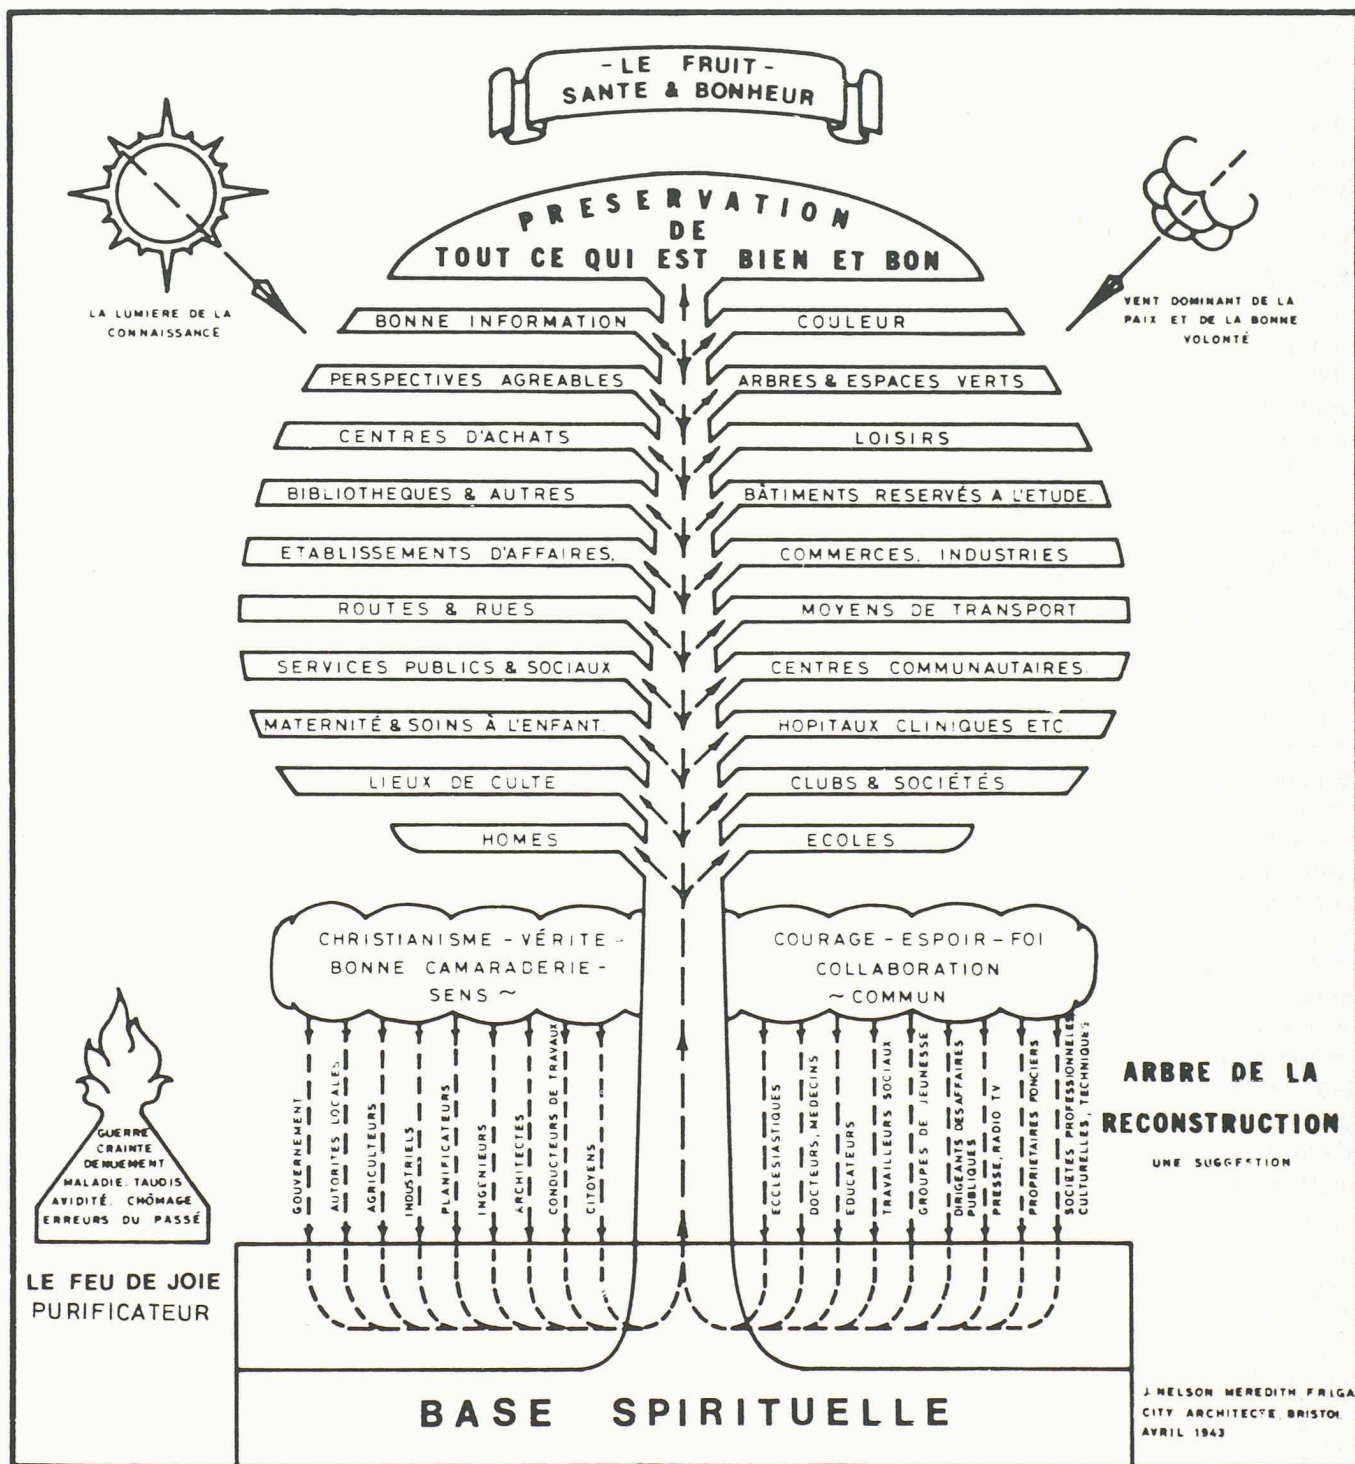 - LE FRUIT -
SANTE & BONHEUR
PRESERVATION
DE
TOUT CE QUI EST BIEN ET BON
LA LUMIERE DE LA
CONNAISSANCE
VENT DOMINANT DE LA
PAIX ET DE LA BONNE
VOLONTÉ
BONNE INFORMATION
COULEUR
PERSPECTIVES AGREABLES
ARBRES & ESPACES VERTS
CENTRES D'ACHATS
LOISIRS
BIBLIOTHEQUES & AUTRES
BÂTIMENTS RESERVÉS A L'ETUDE.
ETABLISSEMENTS D'AFFAIRES,
COMMERCES, INDUSTRIES
ROUTES & RUES
MOYENS DE TRANSPORT
SERVICES PUBLICS & SOCIAUX
CENTRES COMMUNAUTAIRES.
MATERNITÉ & SOINS À L'ENFANT.
HOPITAUX CLINIQUES ETC.
LIEUX DE CULTE
CLUBS & SOCIÉTÉS
HOMES
ECOLES
CHRISTIANISME - VÉRITE -
BONNE CAMARADERIE -
SENS ~
COURAGE - ESPOIR - FOI
COLLABORATION
~ COMMUN
GOUVERNEMENT
AUTORITES LOCALES
AGRICULTEURS
INDUSTRIELS
PLANIFICATEURS
INGENIEURS
ARCHITECTES
CONDUCTEURS DE TRAVAUX
CITOYENS
ECCLESIASTIQUES
DOCTEURS, MEDECINS
EDUCATEURS
TRAVAILLEURS SOCIAUX
GROUPES DE JEUNESSE
DIRIGEANTS DESAFFAIRES
PUBLIQUES
PRESSE, RADIO TV
PROPRIETAIRES PONCIERS
SOCIETES PROFESSIONNELLES
CULTURELLES, TECHNIQUES
GUERRE
CRAINTE
DENUEMENT
MALADIE, TAUDIS
AVIDITÉ, CHÔMAGE
ERREURS DU PASSÉ
LE FEU DE JOIE
PURIFICATEUR
ARBRE DE LA
RECONSTRUCTION
UNE SUGGESTION
BASE SPIRITUELLE
J. NELSON MEREDITH FRIGA
CITY ARCHITECTE, BRISTOL
AVRIL 1943